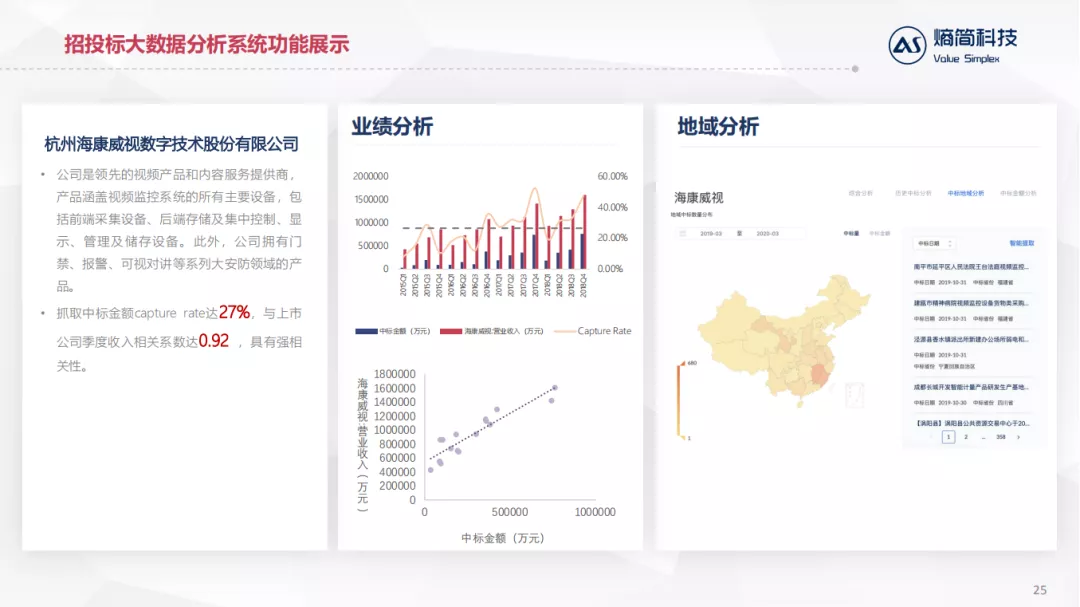 招投标大数据分析系统功能展示
熵简科技
Value Simplex
杭州海康威视数字技术股份有限公司
• 公司是领先的视频产品和内容服务提供商，
产品涵盖视频监控系统的所有主要设备，包
括前端采集设备、后端存储及集中控制、显
示、管理及储存设备。此外，公司拥有门
禁、报警、可视对讲等系列大安防领域的产
品。
• 抓取中标金额capture rate达27%，与上市
公司季度收入相关系数达0.92 ，具有强相
关性。
业绩分析
2000000
1500000
1000000
500000
0
60.00%
40.00%
20.00%
0.00%
2015Q1 2015Q2 2015Q3 2015Q4 2016Q1 2016Q2 2016Q3 2016Q4 2017Q1 2017Q2 2017Q3 2017Q4 2018Q1 2018Q2 2018Q3 2018Q4
中标金额（万元） 海康威视:营业收入（万元） Capture Rate
海康威视:营业收入（万元）
1800000
1600000
1400000
1200000
1000000
800000
600000
400000
200000
0
0 500000 1000000
中标金额（万元）
地域分析
海康威视
综合分析 历史中标分析 中标地域分析 中标金额分析
地域中标数量分布
2019-03 至 2020-03 中标量 中标金额
中标日期 智能提取
南平市延平区人民法院王台法庭视频监控...
中标日期 2019-10-31 中标省份 福建省
建瓯市精神病院视频监控设备货物类采购...
中标日期 2019-10-31 中标省份 福建省
泾源县香水镇派出所新建办公场所弱电和...
中标日期 2019-10-31
中标省份 宁夏回族自治区
成都长城开发智能计量产品研发生产基地...
中标日期 2019-10-30 中标省份 四川省
【涡阳县】涡阳县公共资源交易中心于20...
1 2 ... 358 >
680
1
25